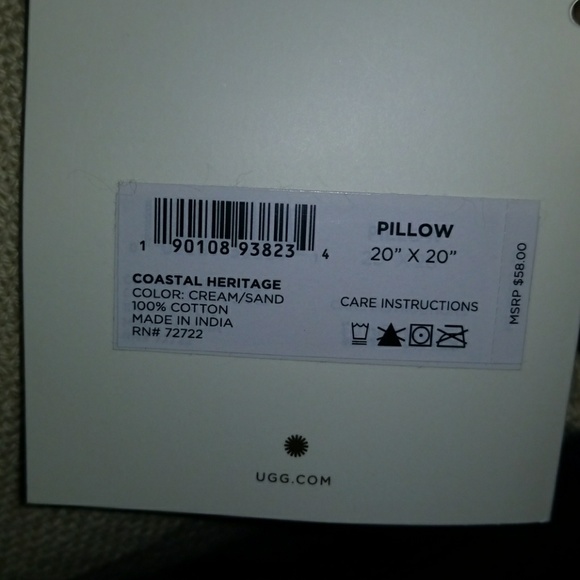 1 90108 93823 4
COASTAL HERITAGE
COLOR: CREAM/SAND
100% COTTON
MADE IN INDIA
RN# 72722
PILLOW
20” X 20”
CARE INSTRUCTIONS
MSRP $58.00
UGG.COM